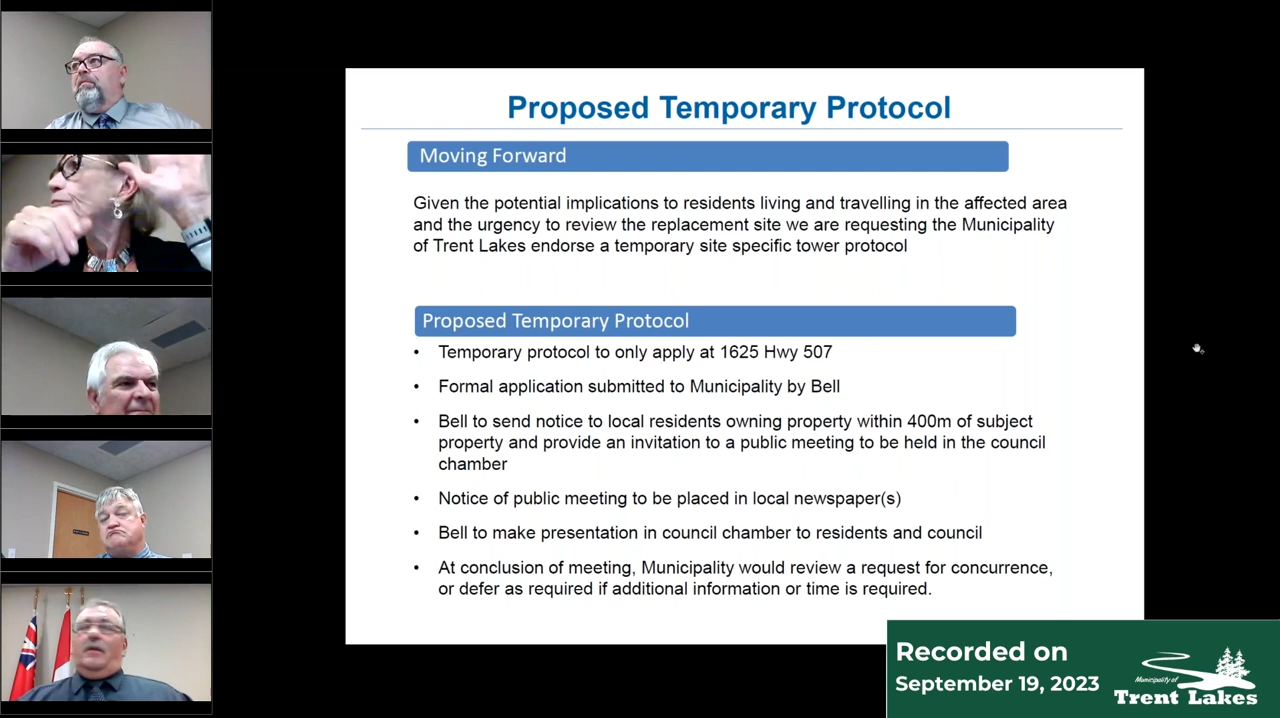 Proposed Temporary Protocol
Moving Forward
Given the potential implications to residents living and travelling in the affected area
and the urgency to review the replacement site we are requesting the Municipality
of Trent Lakes endorse a temporary site specific tower protocol
Proposed Temporary Protocol
• Temporary protocol to only apply at 1625 Hwy 507
• Formal application submitted to Municipality by Bell
• Bell to send notice to local residents owning property within 400m of subject
property and provide an invitation to a public meeting to be held in the council
chamber
• Notice of public meeting to be placed in local newspaper(s)
• Bell to make presentation in council chamber to residents and council
• At conclusion of meeting, Municipality would review a request for concurrence,
or defer as required if additional information or time is required.
Recorded on
September 19, 2023
Municipality of
Trent Lakes